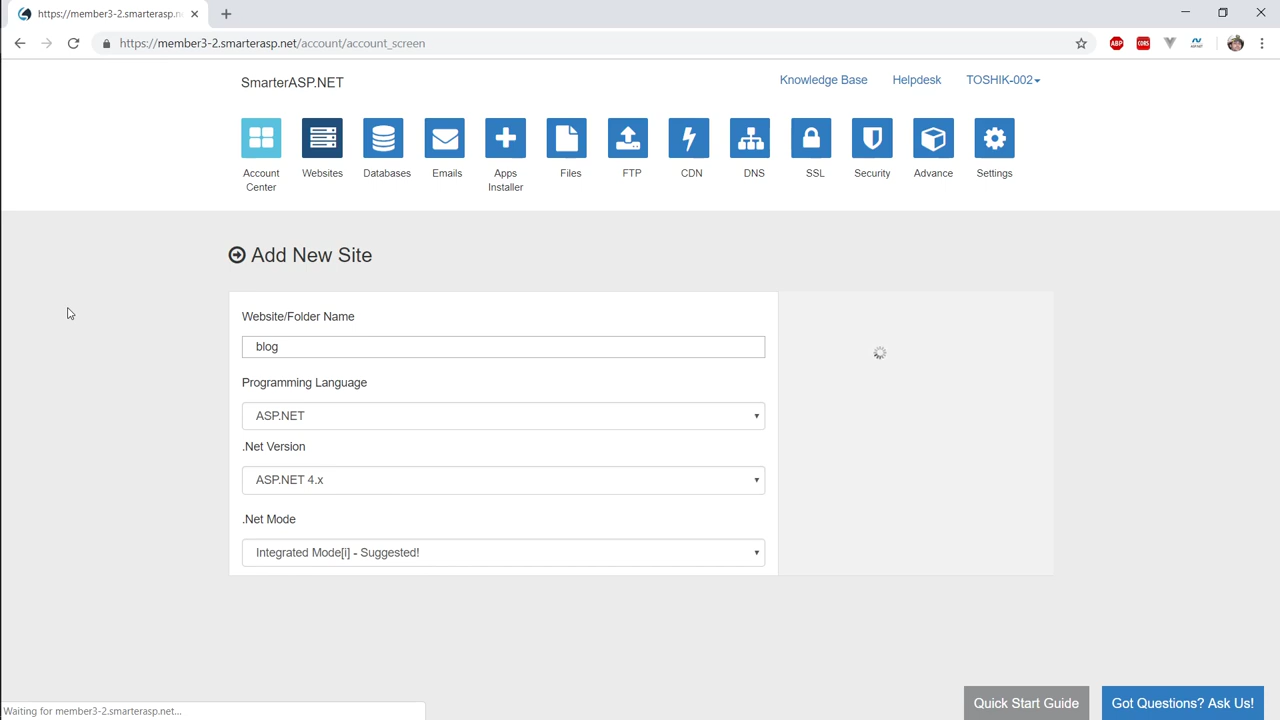 https://member3-2.smarterasp.n
https://member3-2.smarterasp.net/account/account_screen
ABP
CORS
SmarterASP.NET
Knowledge Base
Helpdesk
TOSHIK-002
Account Center
Websites
Databases
Emails
Apps Installer
Files
FTP
CDN
DNS
SSL
Security
Advance
Settings
Add New Site
Website/Folder Name
blog
Programming Language
ASP.NET
.Net Version
ASP.NET 4.x
.Net Mode
Integrated Mode[i] - Suggested!
Quick Start Guide
Got Questions? Ask Us!
Waiting for member3-2.smarterasp.net...